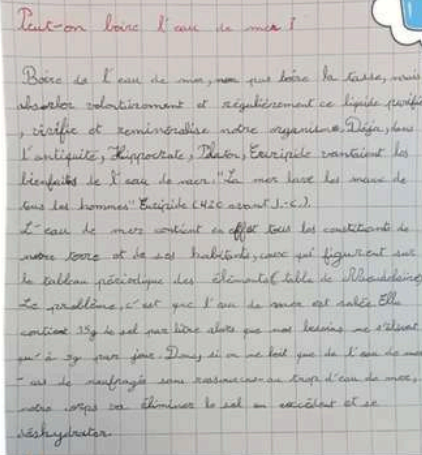 Peut-on boire l'eau de mer ?
Boire de l'eau de mer, non pas boire la tasse, mais
absorber volontairement et régulièrement ce liquide purifie
, vivifie et reminéralise notre organisme. Déjà, dans
l'antiquité, Hippocrate, Platon, Euripide vantaient les
bienfaits de l'eau de mer. "La mer lave les maux de
tous les hommes" Euripide (420 avant J.-C.).
L'eau de mer contient en effet tous les constituants de
notre terre et de ses habitants, ceux qui figurent sur
le tableau périodique des éléments (table de
Le problème, c'est que l'eau de mer est salée. Elle
contient 35g de sel par litre alors que nos besoins ne s'élèvent
qu'à 5g par jour. Donc, si on ne boit que de l'eau de mer
- cas de naufragés sans ressources - au trop d'eau de mer,
notre corps va éliminer le sel en excédent et se
déshydrater.